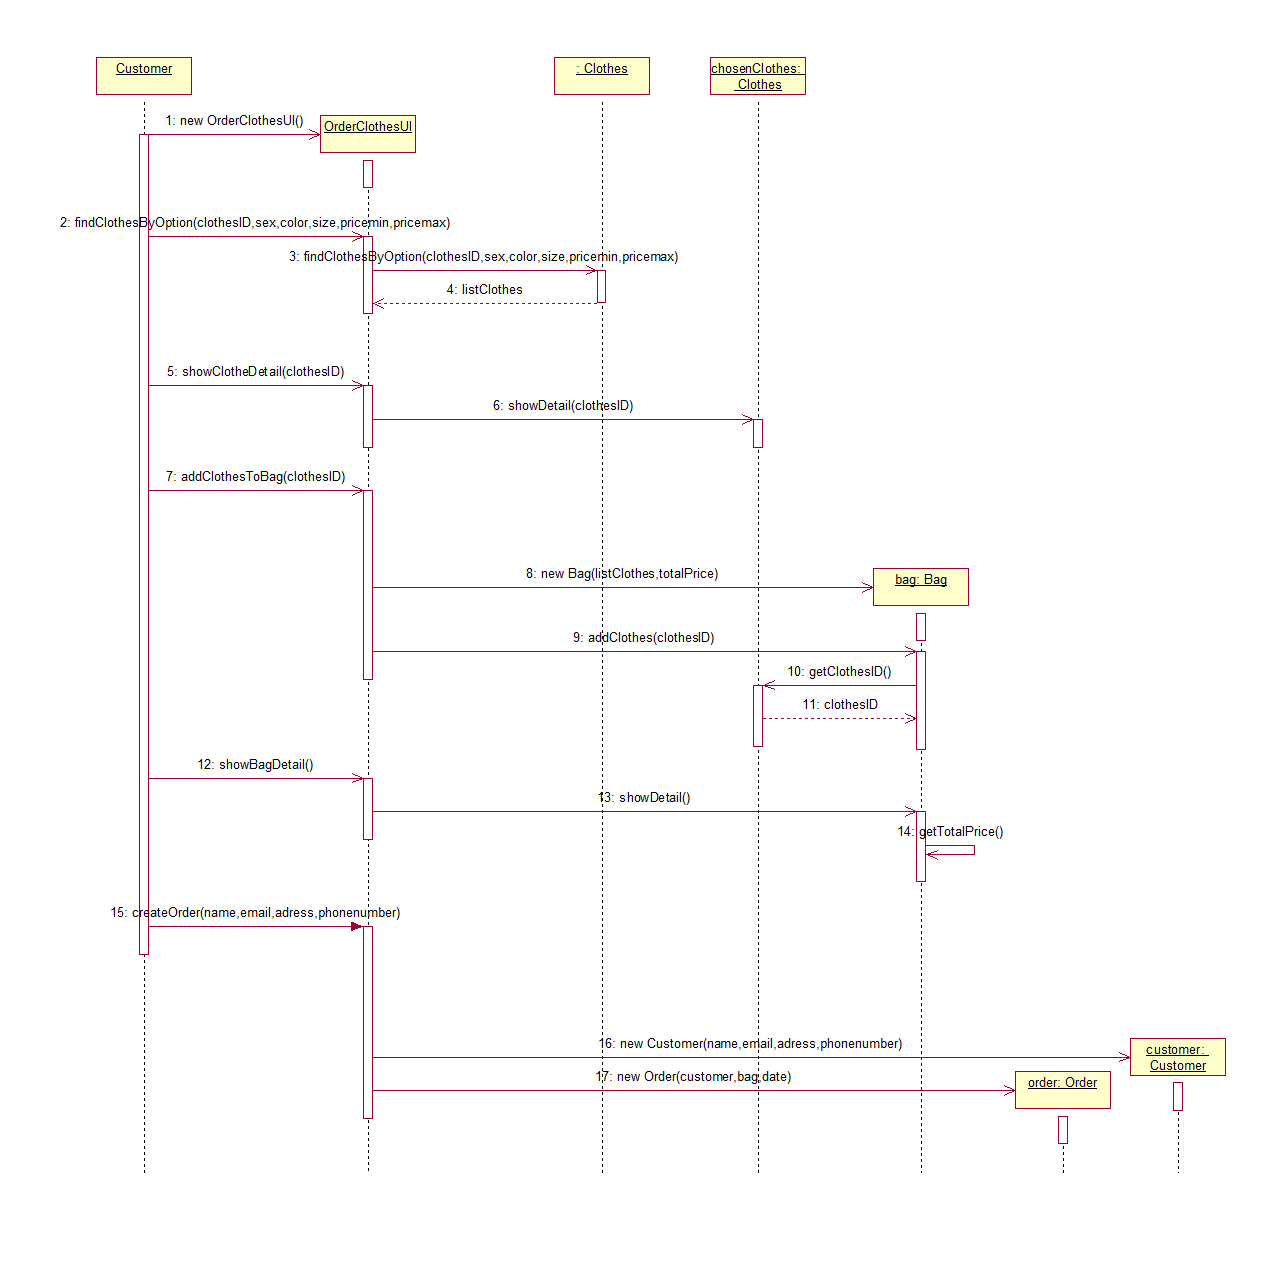 Customer
: Clothes
chosenClothes:
Clothes
1: new OrderClothesUI()
OrderClothesUI
2: findClothesByOption(clothesID,sex,color,size,pricemin,pricemax)
3: findClothesByOption(clothesID,sex,color,size,pricemin,pricemax)
4: listClothes
5: showClotheDetail(clothesID)
6: showDetail(clothesID)
7: addClothesToBag(clothesID)
8: new Bag(listClothes,totalPrice)
bag: Bag
9: addClothes(clothesID)
10: getClothesID()
11: clothesID
12: showBagDetail()
13: showDetail()
14: getTotalPrice()
15: createOrder(name,email,adress,phonenumber)
16: new Customer(name,email,adress,phonenumber)
customer:
Customer
17: new Order(customer,bag,date)
order: Order